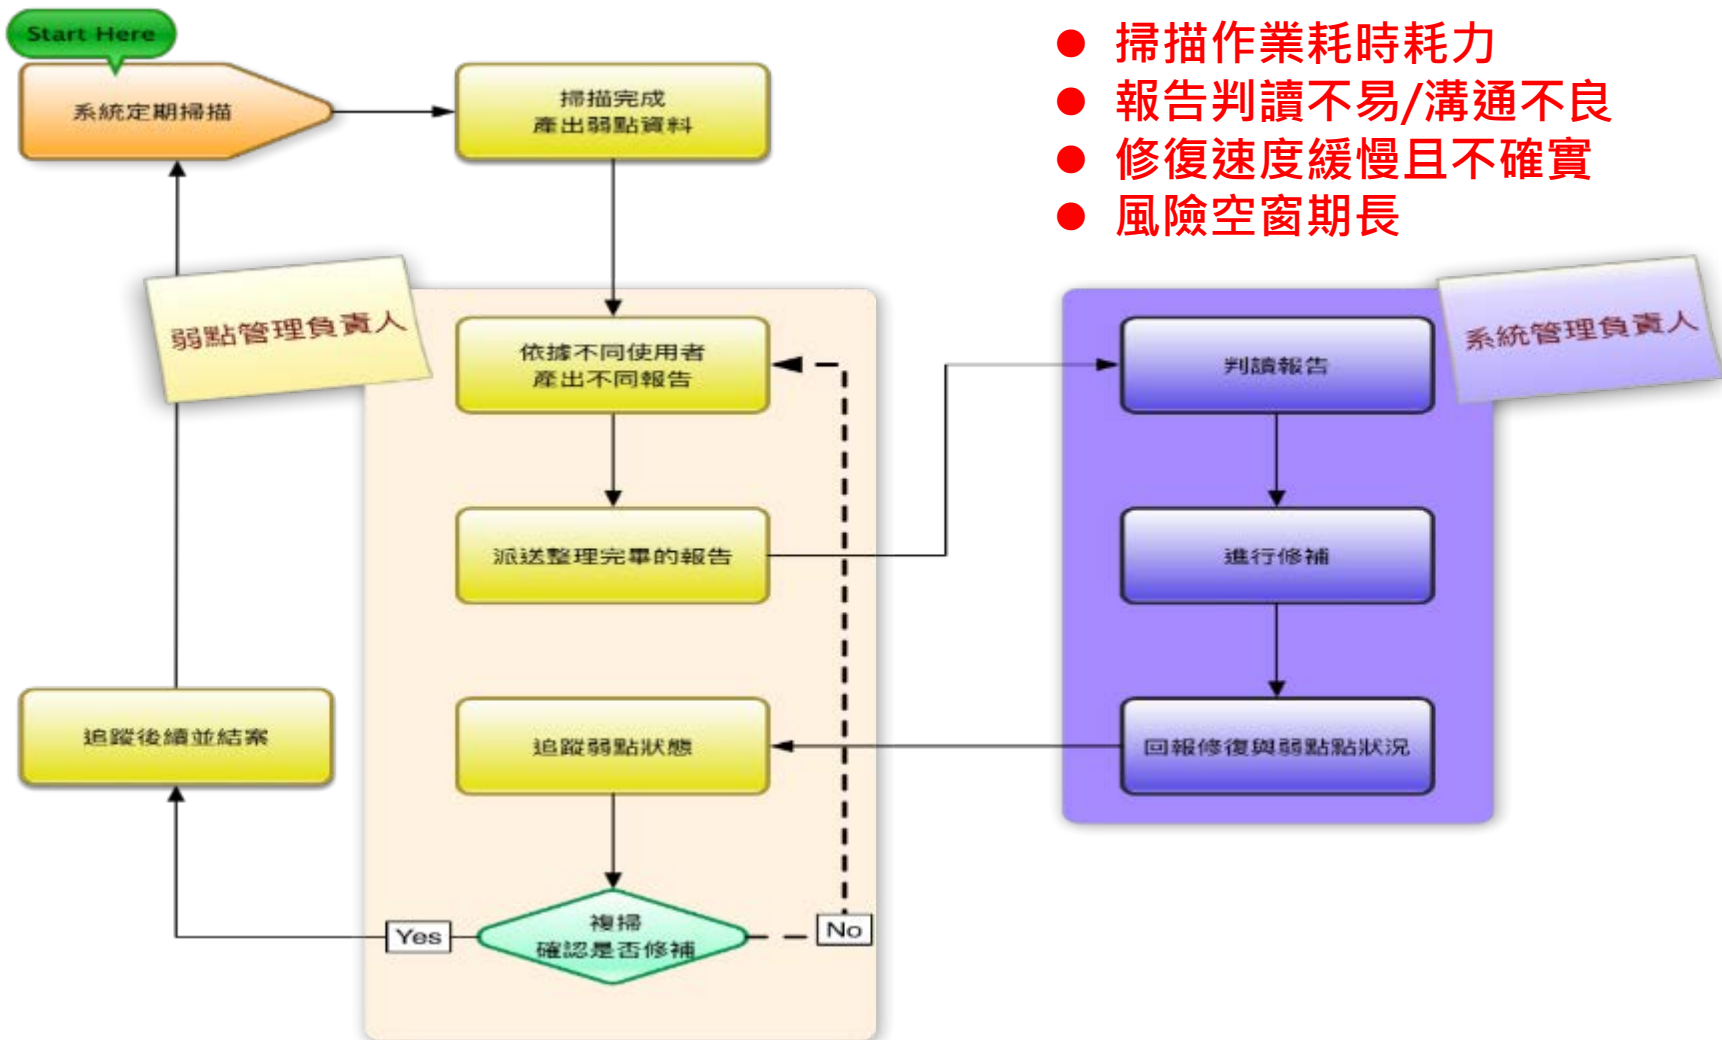 Start Here
系統定期掃描
掃描完成
產出弱點資料
● 掃描作業耗時耗力
● 報告判讀不易/溝通不良
● 修復速度緩慢且不確實
● 風險空窗期長
弱點管理負責人
依據不同使用者
產出不同報告
判讀報告
系統管理負責人
派送整理完畢的報告
進行修補
追蹤後續並結案
追蹤弱點狀態
回報修復與弱點點狀況
Yes
複掃
確認是否修補
No